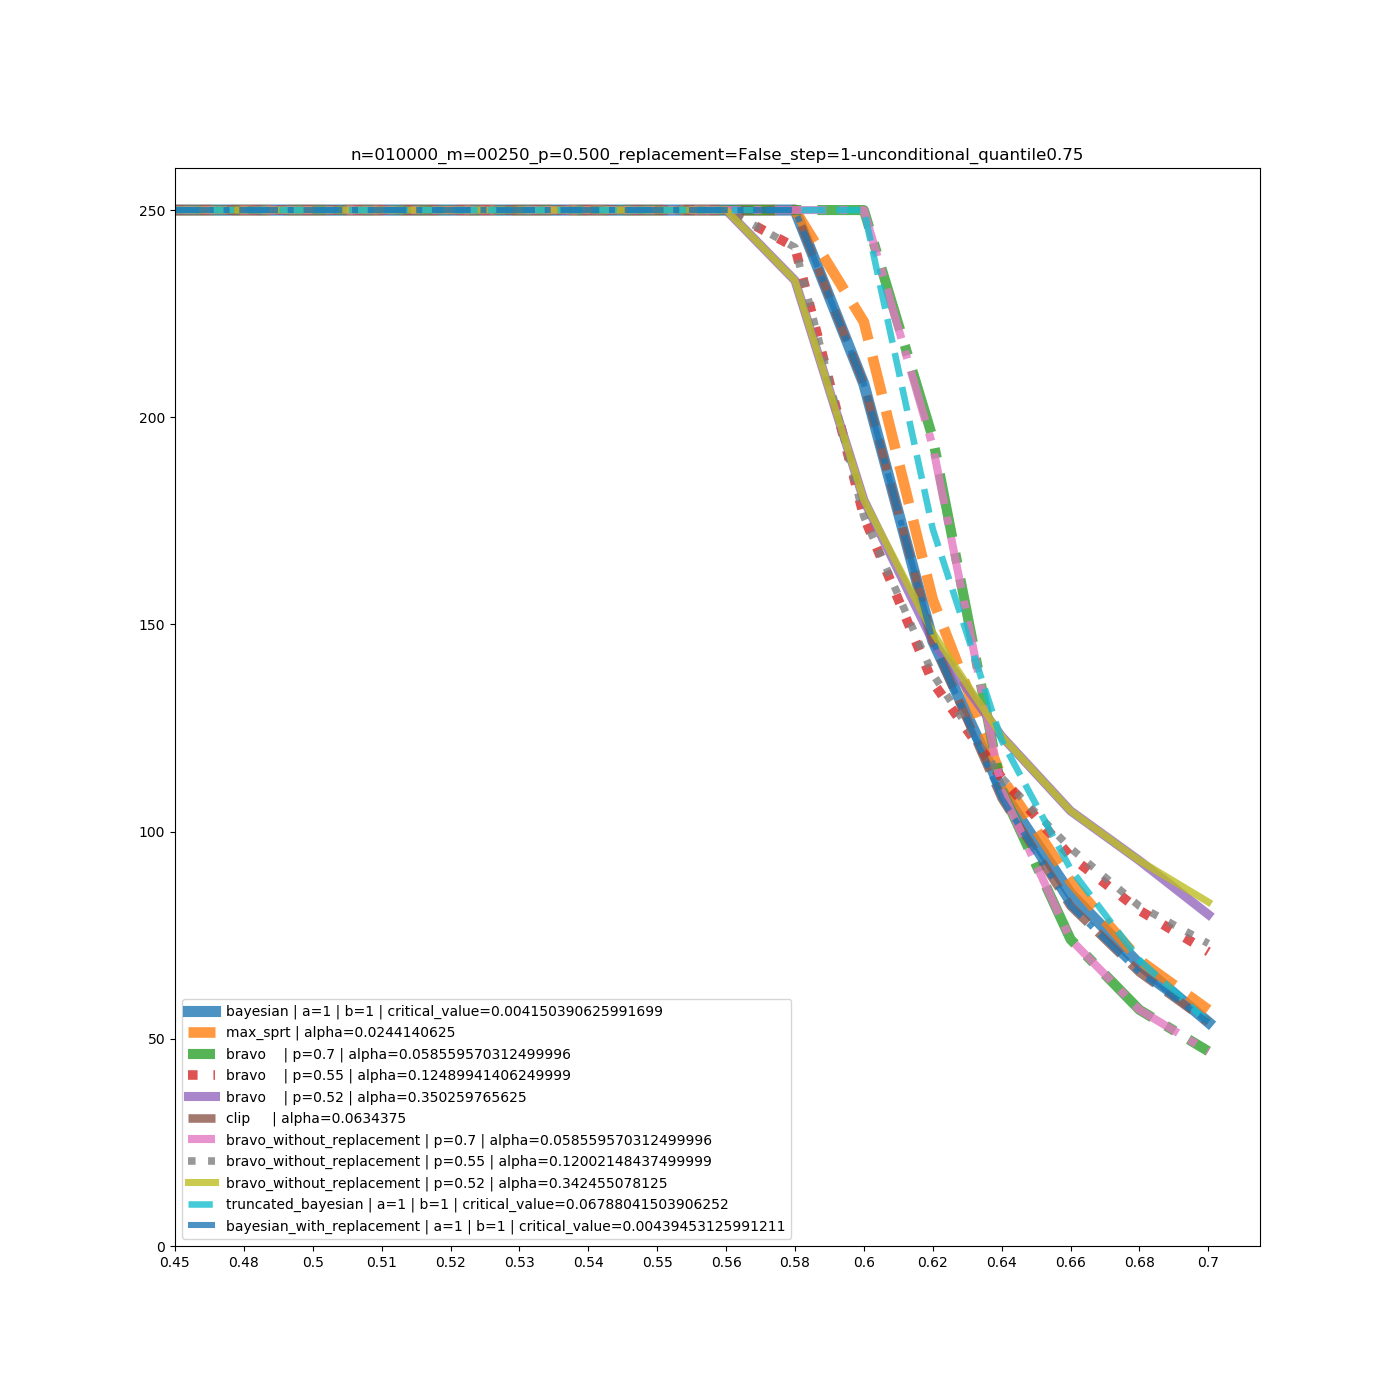 n=010000_m=00250_p=0.500_replacement=False_step=1-unconditional_quantile0.75
250
200
150
100
50
0
bayesian | a=1 | b=1 | critical_value=0.004150390625991699
max_sprt | alpha=0.0244140625
bravo    | p=0.7 | alpha=0.058559570312499996
bravo    | p=0.55 | alpha=0.12489941406249999
bravo    | p=0.52 | alpha=0.350259765625
clip     | alpha=0.0634375
bravo_without_replacement | p=0.7 | alpha=0.058559570312499996
bravo_without_replacement | p=0.55 | alpha=0.12002148437499999
bravo_without_replacement | p=0.52 | alpha=0.342455078125
truncated_bayesian | a=1 | b=1 | critical_value=0.06788041503906252
bayesian_with_replacement | a=1 | b=1 | critical_value=0.00439453125991211
0.45 0.48 0.5 0.51 0.52 0.53 0.54 0.55 0.56 0.58 0.6 0.62 0.64 0.66 0.68 0.7